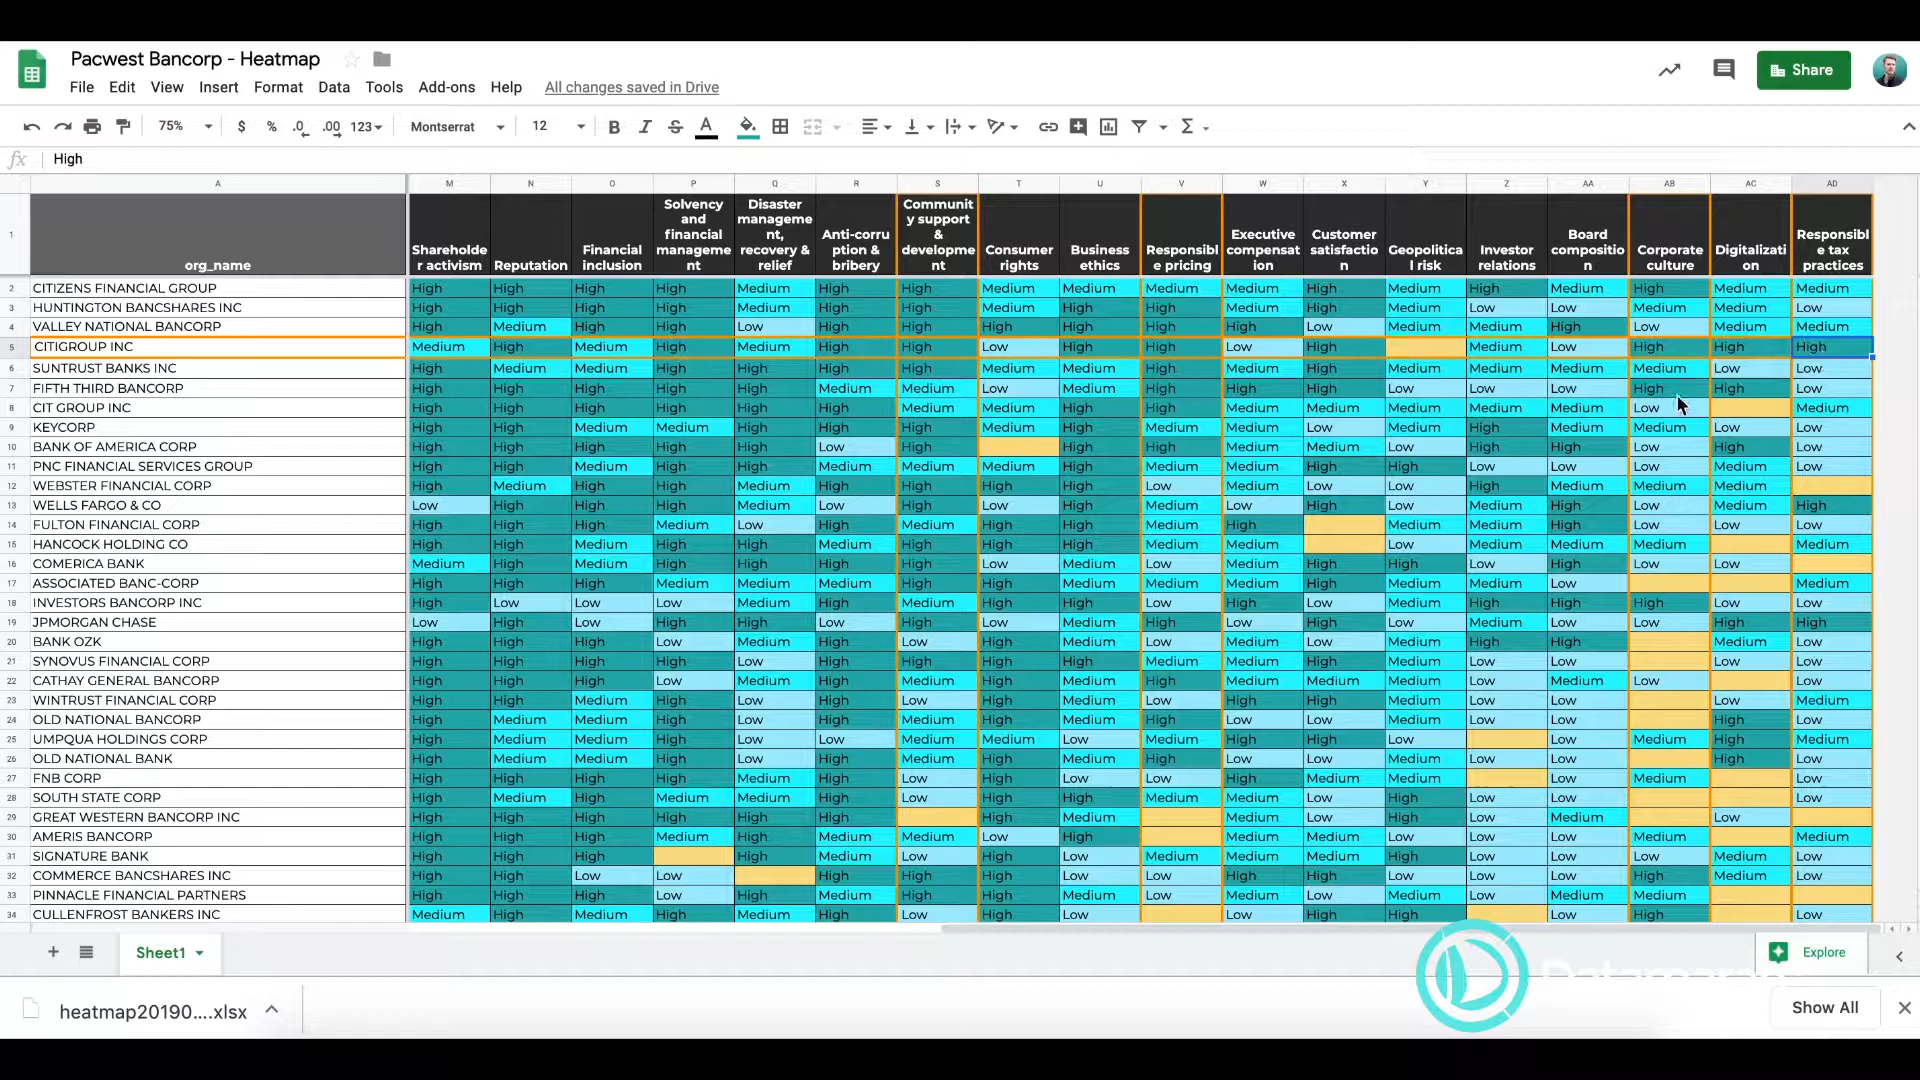 Pacwest Bancorp - Heatmap
File Edit View Insert Format Data Tools Add-ons Help All changes saved in Drive
Share
75% $ % .0 .00 123 Montserrat 12 B I S A
fx High
A M N O P Q R S T U V W X Y Z AA AB AC AD
1 org_name Shareholder activism Reputation Financial inclusion Solvency and financial management Disaster management, recovery & relief Anti-corruption & bribery Community support & development Consumer rights Business ethics Responsible pricing Executive compensation Customer satisfaction Geopolitical risk Investor relations Board composition Corporate culture Digitalization Responsible tax practices
2 CITIZENS FINANCIAL GROUP High High High High Medium High High Medium Medium Medium Medium High Medium High Medium High Medium Medium
3 HUNTINGTON BANCSHARES INC High High High High Medium High High Medium High High Medium High Medium Low Low Medium Medium Low
4 VALLEY NATIONAL BANCORP High Medium High High Low High High High High High High Low Medium Medium High Low Medium Medium
5 CITIGROUP INC Medium High Medium High Medium High High Low High High Low High Medium Low High High High
6 SUNTRUST BANKS INC High Medium Medium High High High High Medium Medium High Medium High Medium Medium Medium Medium Low Low
7 FIFTH THIRD BANCORP High High High High High Medium Medium Low Medium High High High Low Low Low High High Low
8 CIT GROUP INC High High High High High High Medium Medium High High Medium Medium Medium Medium Medium Low Medium
9 KEYCORP High High Medium Medium High High High Medium High High Medium Low Medium High Medium Medium Low Low
10 BANK OF AMERICA CORP High High High High High Low High High High Medium Medium Low High High Low High Low
11 PNC FINANCIAL SERVICES GROUP High High Medium High High Medium Medium Medium High Medium Medium High High Low Low Low Medium Low
12 WEBSTER FINANCIAL CORP High Medium High High Medium High High High High Low Medium Low Low High Medium Medium Medium
13 WELLS FARGO & CO Low High High High Medium Low High Low High Medium Low High Low Medium High Low Medium High
14 FULTON FINANCIAL CORP High High High Medium Low High Medium High High Medium High Medium Medium High Low Low Low
15 HANCOCK HOLDING CO High High Medium High High Medium High High High Medium Medium Low Medium Medium Medium Medium
16 COMERICA BANK Medium High Medium High High High High Low Medium Low Medium High High Low High Low Low
17 ASSOCIATED BANC-CORP High High High Medium Medium Medium High High Medium Medium Medium High Medium Medium Low Medium
18 INVESTORS BANCORP INC High Low Low Low Medium High Medium High High Low High Low Medium High High High Low Low
19 JPMORGAN CHASE Low High Low High High Low High Low Medium High Low High Low Medium Low Low High High
20 BANK OZK High High High Low Medium High Low High Medium Low Medium Low Medium High High Medium Low
21 SYNOVUS FINANCIAL CORP High High High High Low High High High High Medium Medium High Medium Low Low Low Low
22 CATHAY GENERAL BANCORP High High High Low Medium High Medium High Medium High Medium Medium Medium Low Medium Low Low
23 WINTRUST FINANCIAL CORP High High Medium High Low High Low High Medium Low High High Medium Low Low Low Medium
24 OLD NATIONAL BANCORP High Medium Medium High Low High Medium High Medium High Low Low Medium Low Low High Low
25 UMPQUA HOLDINGS CORP High Medium Medium High Low Low Medium Medium Low Medium High High Low Low Medium High Medium
26 OLD NATIONAL BANK High Medium Medium High Low High Medium High Medium High Low Low Medium Low Low High Low
27 FNB CORP High High High High Medium High Low High Low Low High Medium Medium Low Medium Low
28 SOUTH STATE CORP High Medium High Medium Medium High Low High High Medium Medium Low High Low Low Low
29 GREAT WESTERN BANCORP INC High High High High High High High Medium Medium Low High Low Medium Low
30 AMERIS BANCORP High High High Medium High Medium Medium Low High Medium Medium Low Low Low Medium Medium
31 SIGNATURE BANK High High High High Medium Low High Low Medium Medium Medium High Low Low Low Medium Low
32 COMMERCE BANCSHARES INC High High Low Low High High High Low Low High High Low Low Low High Medium Low
33 PINNACLE FINANCIAL PARTNERS High High High Low High Medium Low High Medium Low Medium Low Medium Low Medium Medium
34 CULLENFROST BANKERS INC Medium High Medium High Medium High Low High Low Low High High Low High Low
Sheet1 Explore
Datamaran
heatmap20190....xlsx Show All